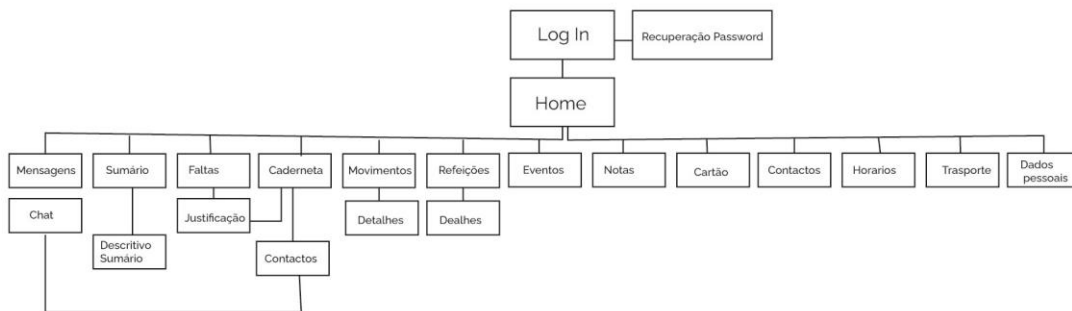 Log In
Recuperação Password
Home
Mensagens
Sumário
Faltas
Caderneta
Movimentos
Refeições
Eventos
Notas
Cartão
Contactos
Horarios
Trasporte
Dados
pessoais
Chat
Justificação
Detalhes
Dealhes
Descritivo
Sumário
Contactos